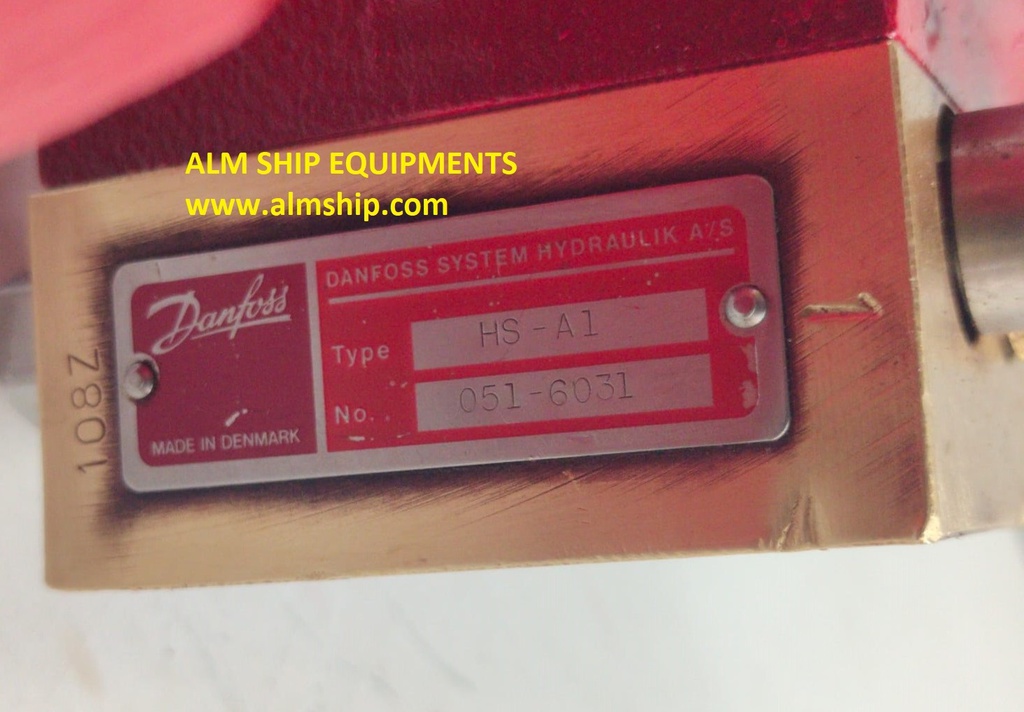 ALM SHIP EQUIPMENTS
www.almship.com
DANFOSS SYSTEM HYDRAULIK A/S
Danfoss
Type HS-A1
No. 051-6031
MADE IN DENMARK
108Z